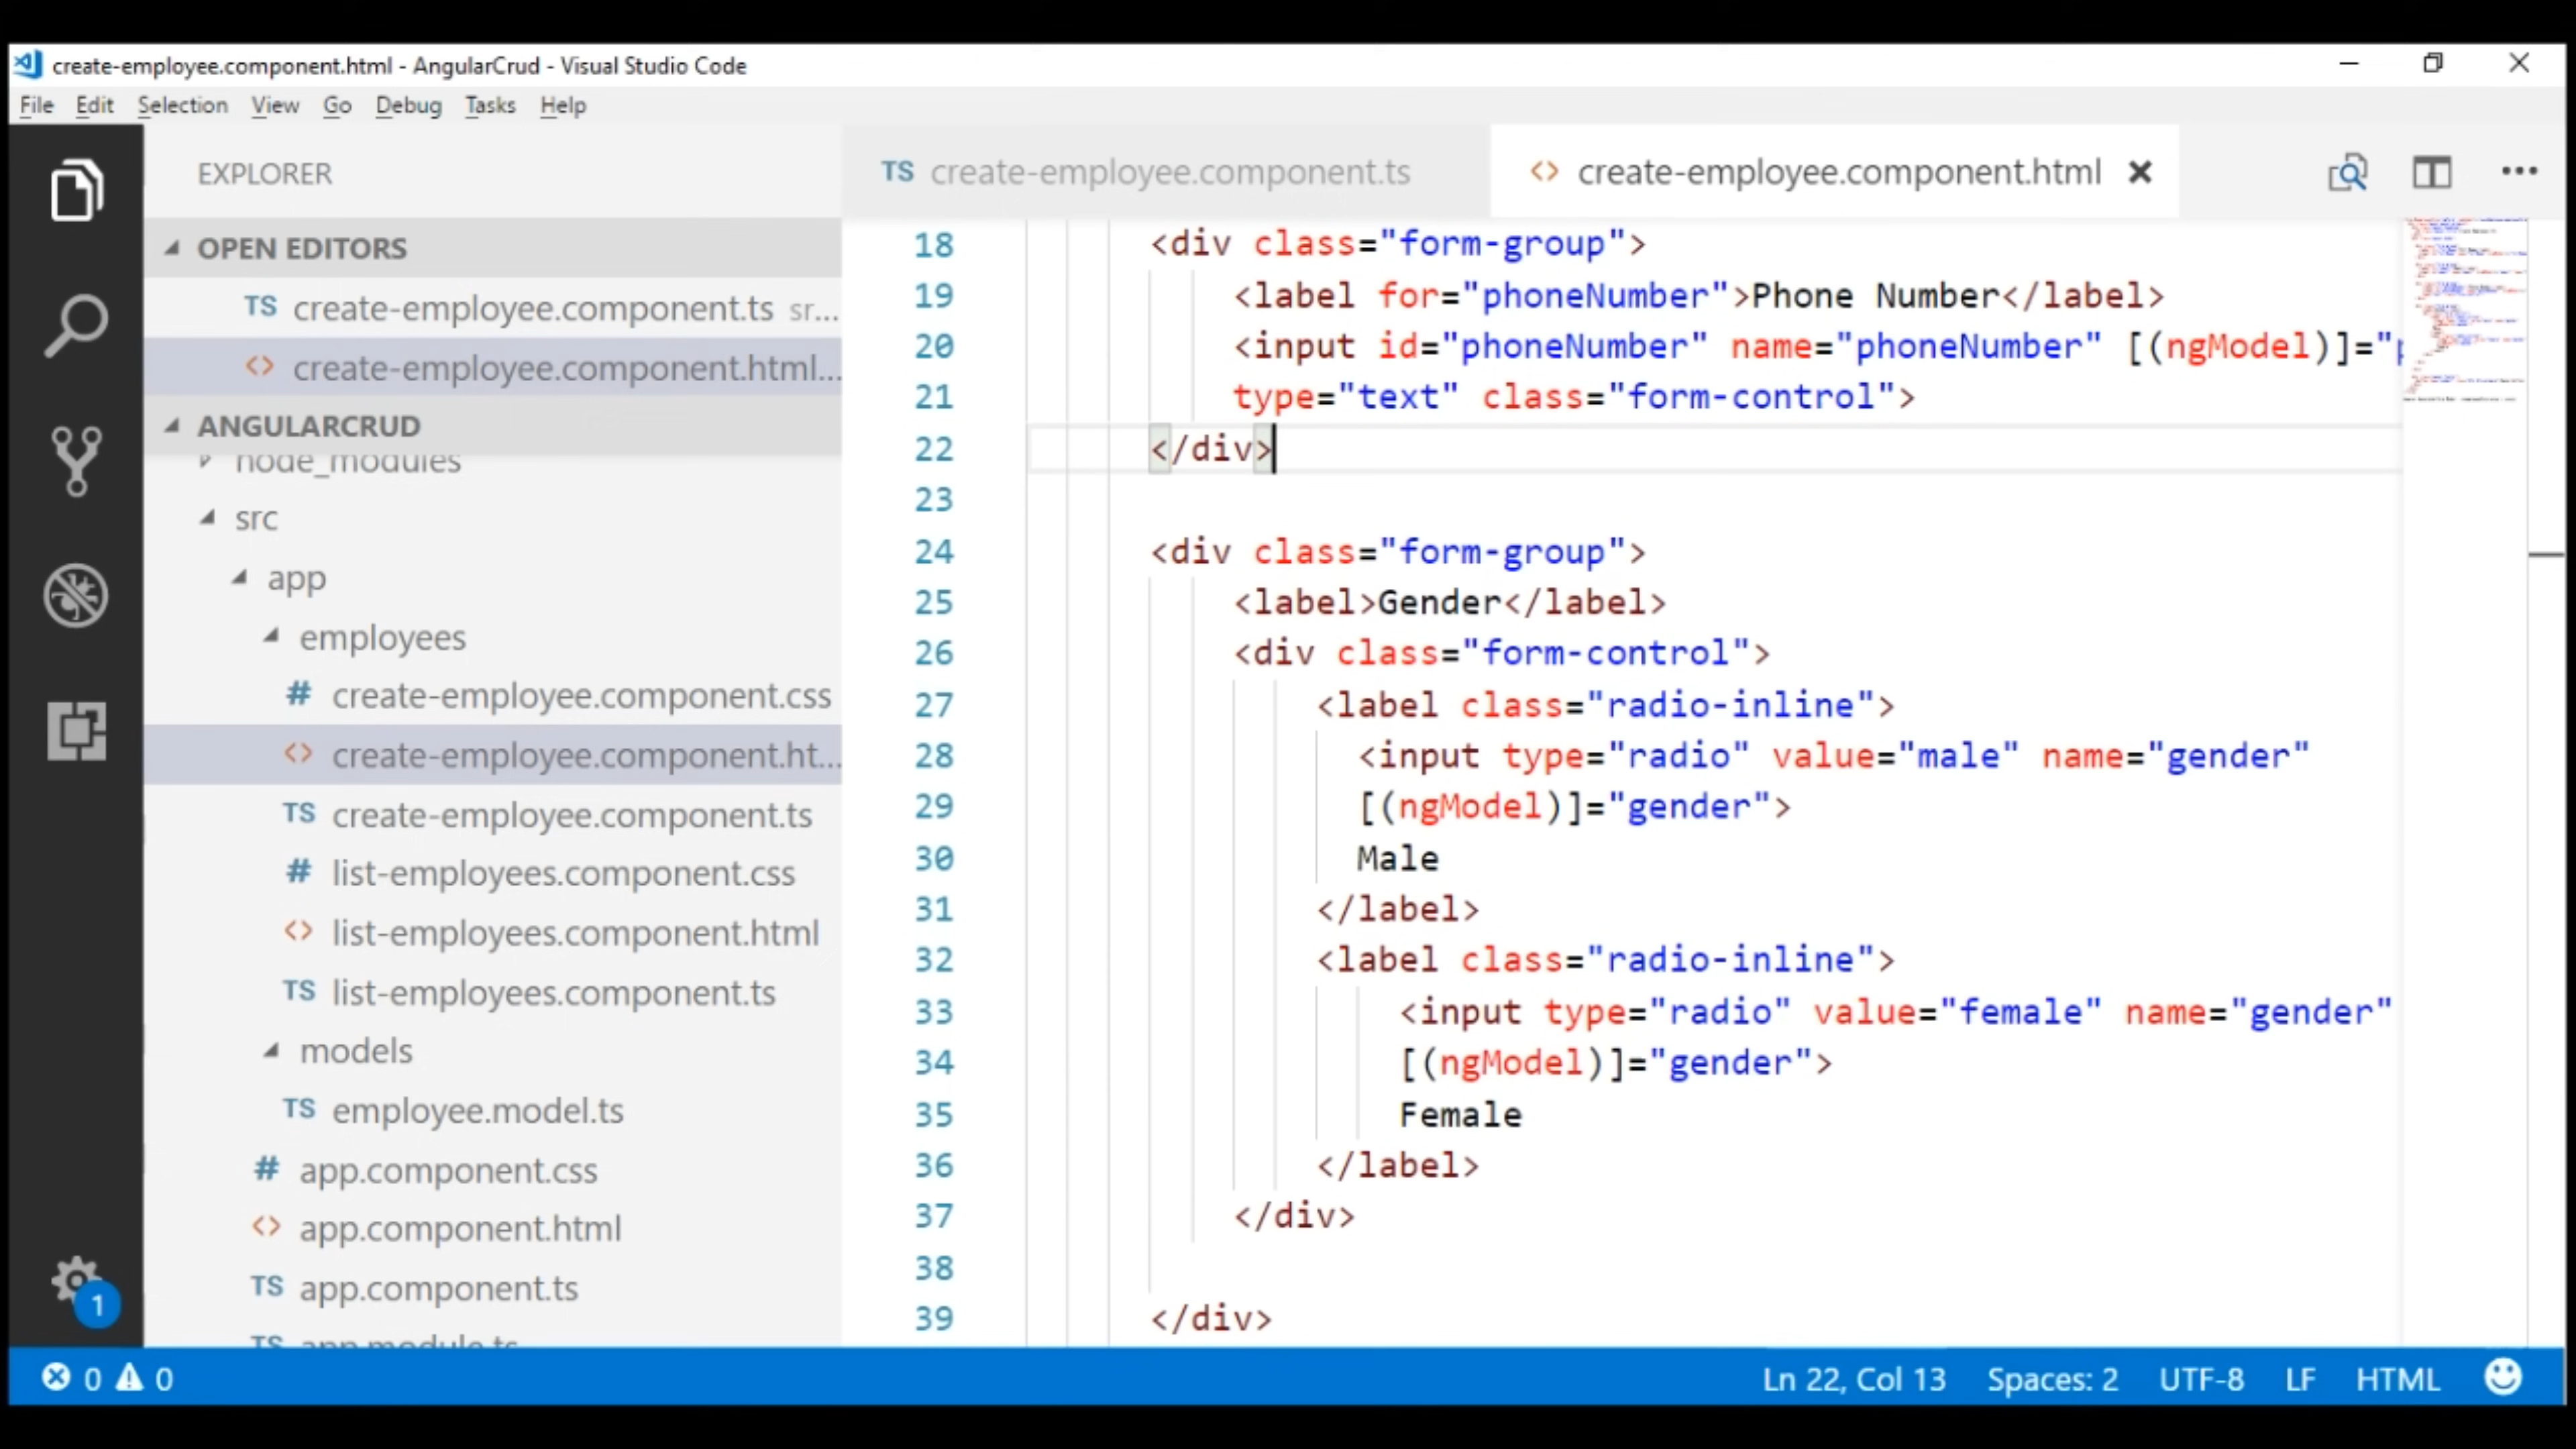 create-employee.component.html - AngularCrud - Visual Studio Code
File Edit Selection View Go Debug Tasks Help
EXPLORER
OPEN EDITORS
TS create-employee.component.ts sr...
<> create-employee.component.html...
ANGULARCRUD
node_modules
src
app
employees
# create-employee.component.css
<> create-employee.component.ht...
TS create-employee.component.ts
# list-employees.component.css
<> list-employees.component.html
TS list-employees.component.ts
models
TS employee.model.ts
# app.component.css
<> app.component.html
TS app.component.ts
TS app.module.ts
1
TS create-employee.component.ts
<> create-employee.component.html
18 <div class="form-group">
19 <label for="phoneNumber">Phone Number</label>
20 <input id="phoneNumber" name="phoneNumber" [(ngModel)]="p
21 type="text" class="form-control">
22 </div>
23
24 <div class="form-group">
25 <label>Gender</label>
26 <div class="form-control">
27 <label class="radio-inline">
28 <input type="radio" value="male" name="gender"
29 [(ngModel)]="gender">
30 Male
31 </label>
32 <label class="radio-inline">
33 <input type="radio" value="female" name="gender"
34 [(ngModel)]="gender">
35 Female
36 </label>
37 </div>
38
39 </div>
0 0
Ln 22, Col 13 Spaces: 2 UTF-8 LF HTML